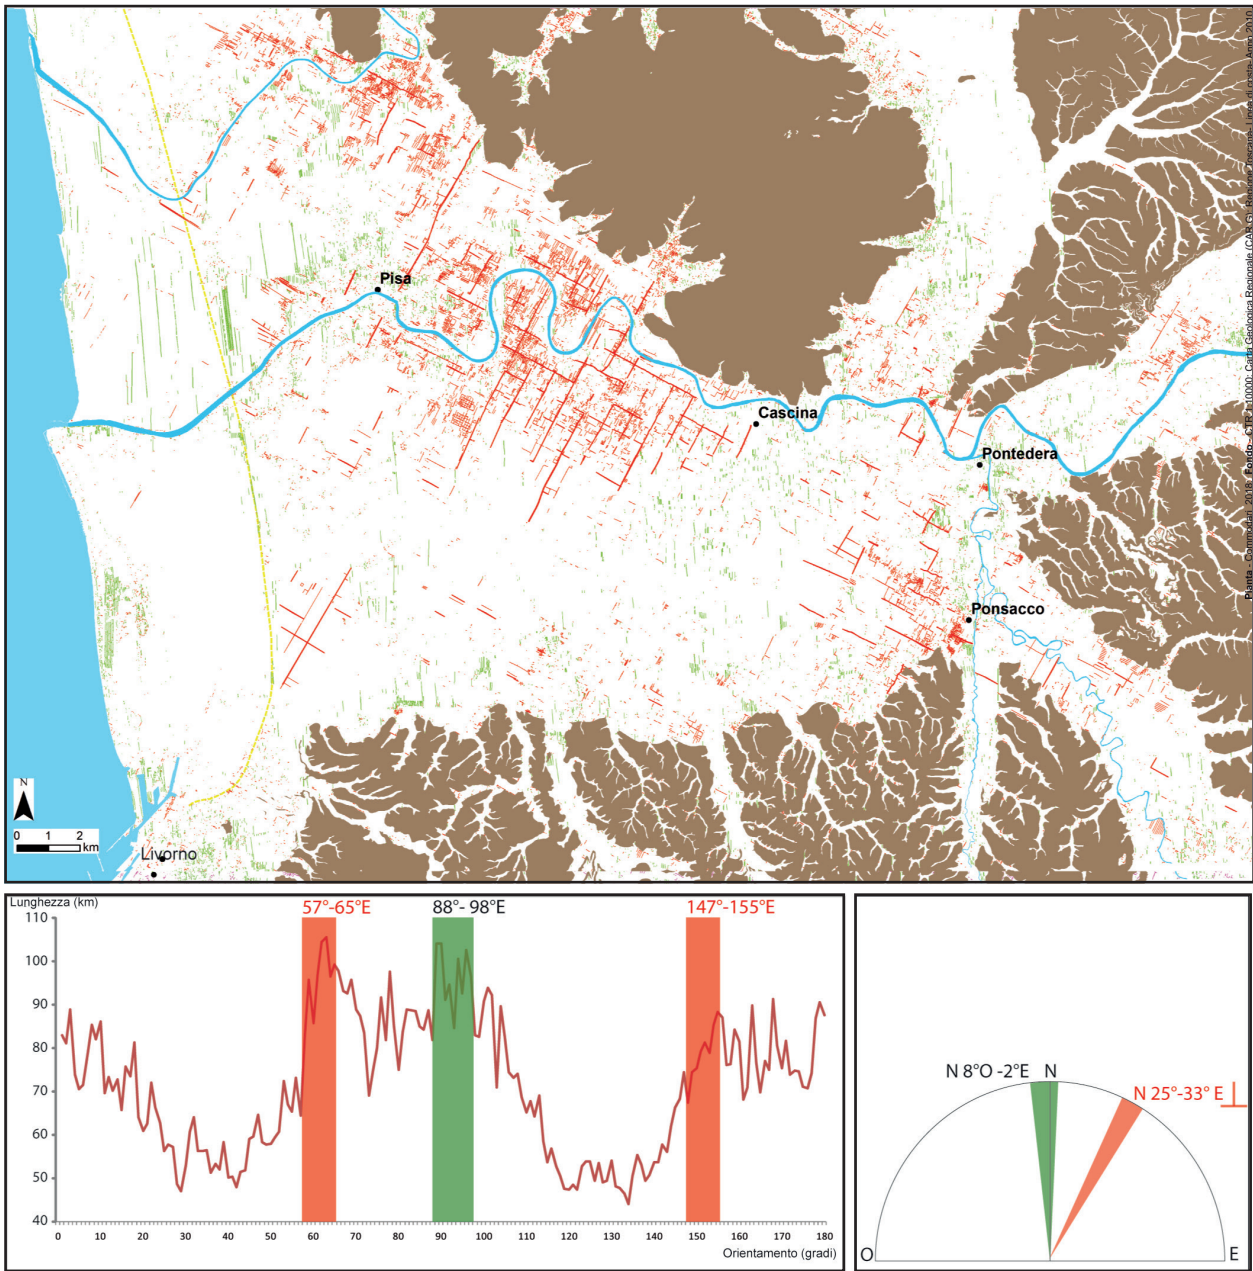 Pisa
Cascina
Pontedera
Ponsacco
Livorno
N
0 1 2
km
Lunghezza (km)
57°-65°E
88°- 98°E
147°-155°E
110
100
90
80
70
60
50
40
0 10 20 30 40 50 60 70 80 90 100 110 120 130 140 150 160 170 180
Orientamento (gradi)
N 8°O -2°E N
N 25°-33° E
O
E